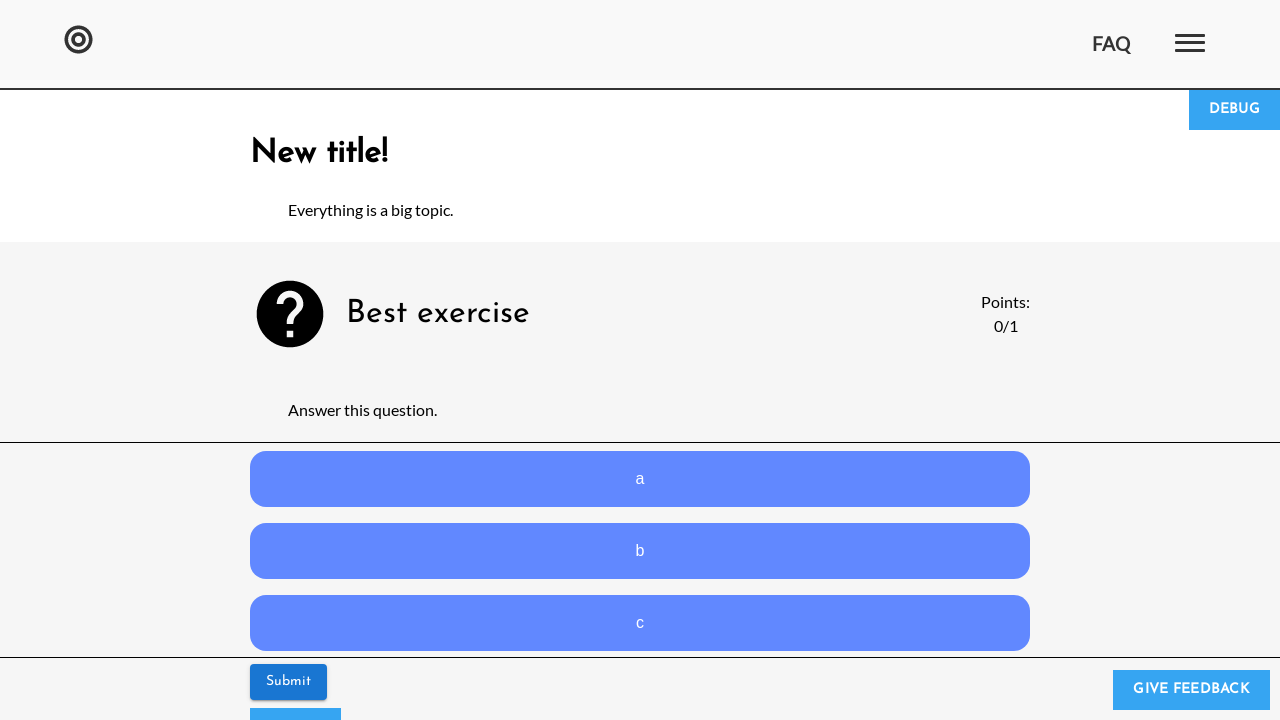 FAQ
DEBUG
New title!
Everything is a big topic.
Best exercise
Points:
0/1
Answer this question.
a
b
c
Submit
GIVE FEEDBACK